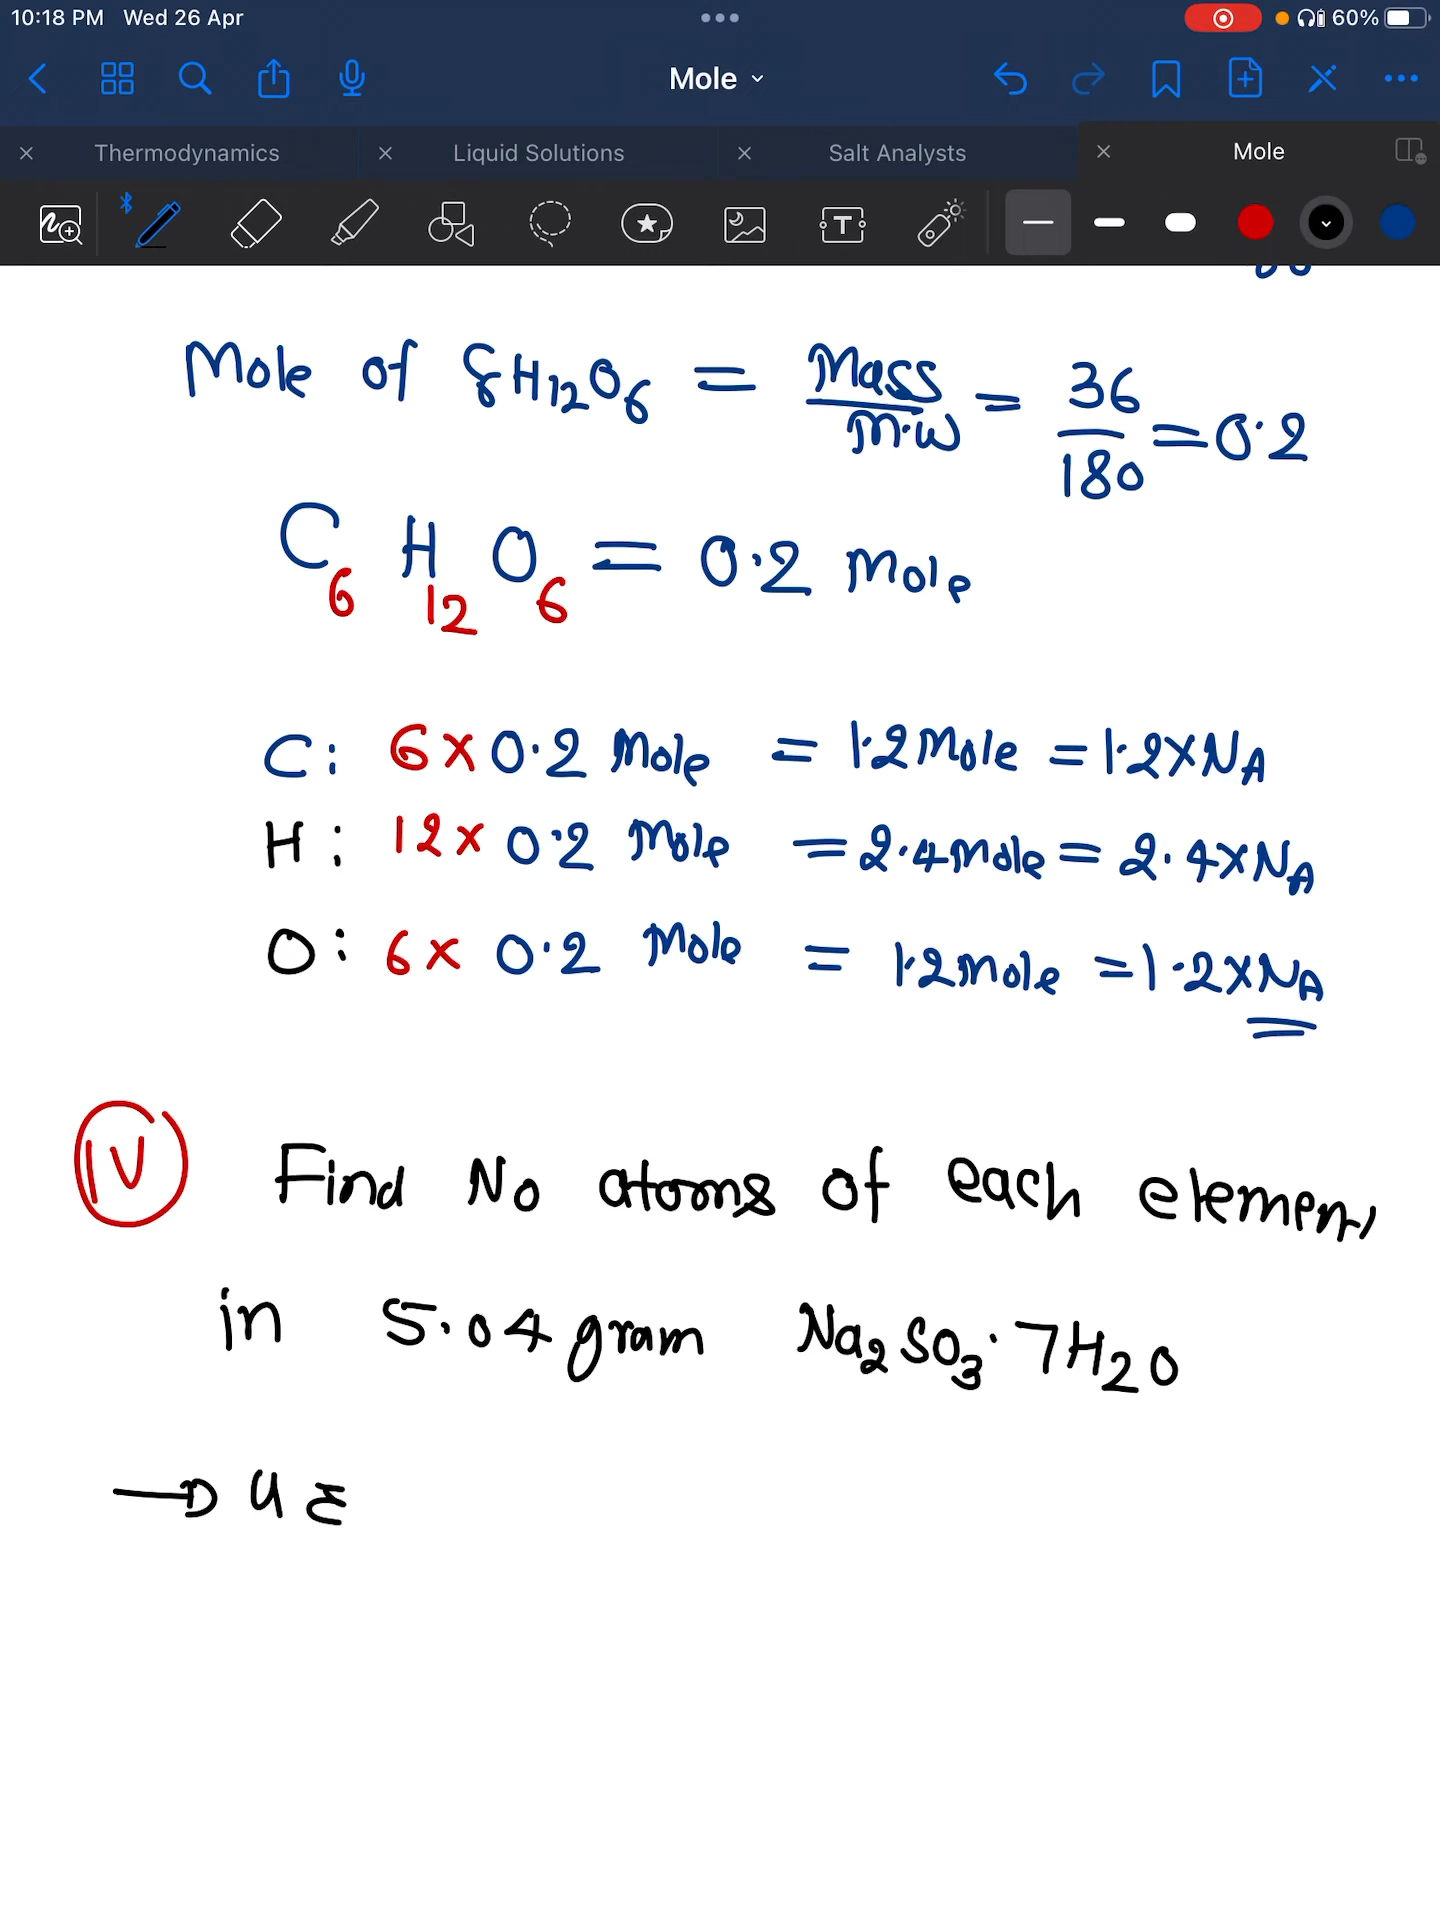 10:18 PM Wed 26 Apr 60%
Mole
Thermodynamics Liquid Solutions Salt Analysts Mole
T
Mole of C6H12O6 = Mass/M.W = 36/180 = 0.2
C6 H12 O6 = 0.2 Mole
C: 6 x 0.2 Mole = 1.2 Mole = 1.2 x NA
H: 12 x 0.2 Mole = 2.4 mole = 2.4 x NA
O: 6 x 0.2 Mole = 1.2 mole = 1.2 x NA
IV Find No atoms of each element
in 5.04 gram Na2SO3.7H2O